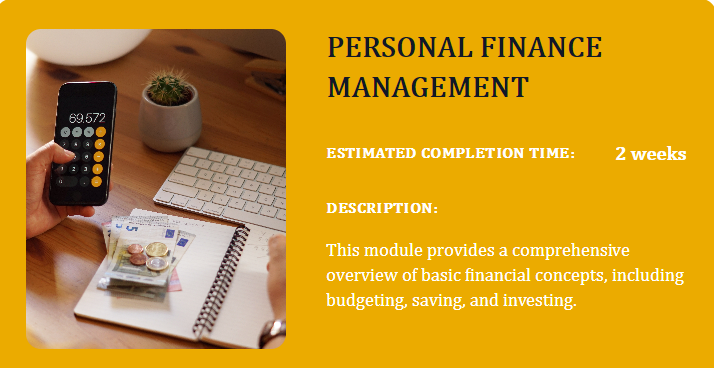 PERSONAL FINANCE
MANAGEMENT
ESTIMATED COMPLETION TIME: 2 weeks
DESCRIPTION:
This module provides a comprehensive
overview of basic financial concepts, including
budgeting, saving, and investing.
69.572